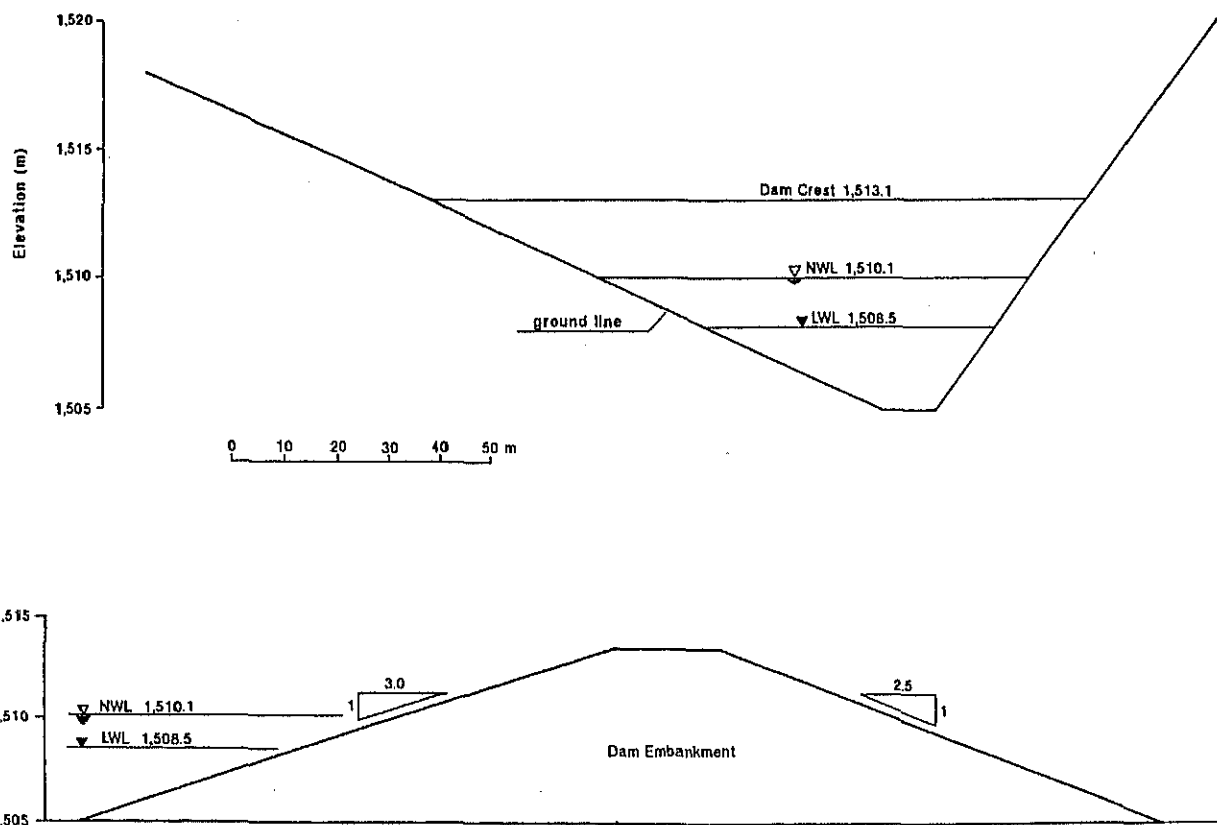 1,520
1,515
Elevation (m)
Dam Crest 1,513.1
1,510
NWL 1,510.1
LWL 1,508.5
ground line
1,505
0 10 20 30 40 50 m
,515
3.0
1
2.5
1
NWL 1,510.1
,510
LWL 1,508.5
Dam Embankment
,505